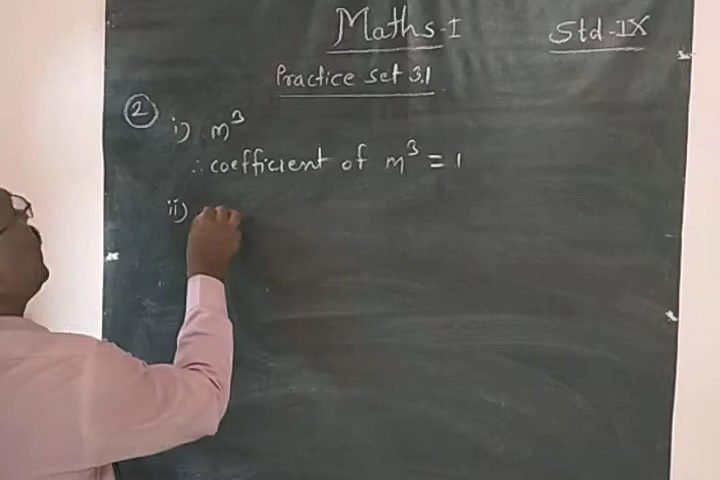 Maths-I Std-IX
Practice set 3.1
2 i) m³
∴ coefficient of m³ = 1
ii)